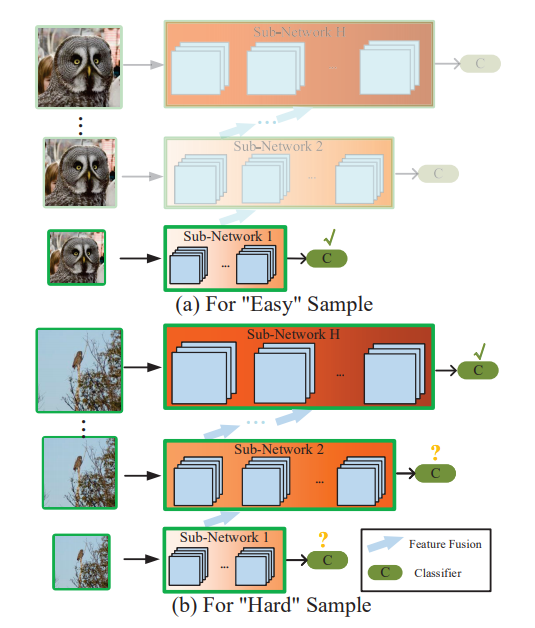 Sub-Network H
C
...
Sub-Network 2
...
C
Sub-Network 1
...
C
(a) For "Easy" Sample
Sub-Network H
...
C
...
Sub-Network 2
?
...
C
Sub-Network 1
?
...
C
Feature Fusion
C
Classifier
(b) For "Hard" Sample